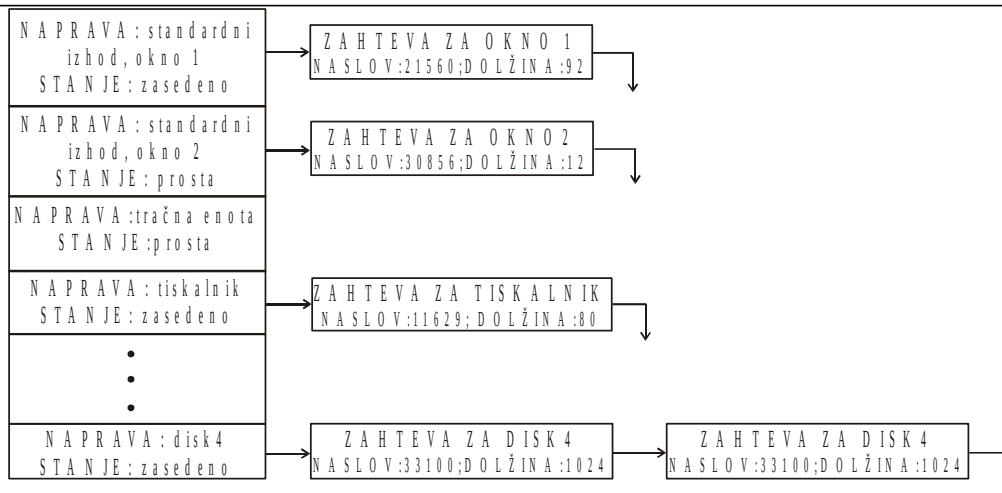 NAPRAVA: standardni
izhod, okno 1
STANJE: zasedeno
ZAHTEVA ZA OKNO 1
NASLOV:21560;DOLŽINA:92
NAPRAVA: standardni
izhod, okno 2
STANJE: prosta
ZAHTEVA ZA OKNO2
NASLOV:30856;DOLŽINA:12
NAPRAVA:tračna enota
STANJE:prosta
NAPRAVA: tiskalnik
STANJE: zasedeno
ZAHTEVA ZA TISKALNIK
NASLOV:11629; DOLŽINA:80
NAPRAVA: disk4
STANJE: zasedeno
ZAHTEVA ZA DISK4
NASLOV:33100;DOLŽINA:1024
ZAHTEVA ZA DISK4
NASLOV:33100;DOLŽINA:1024